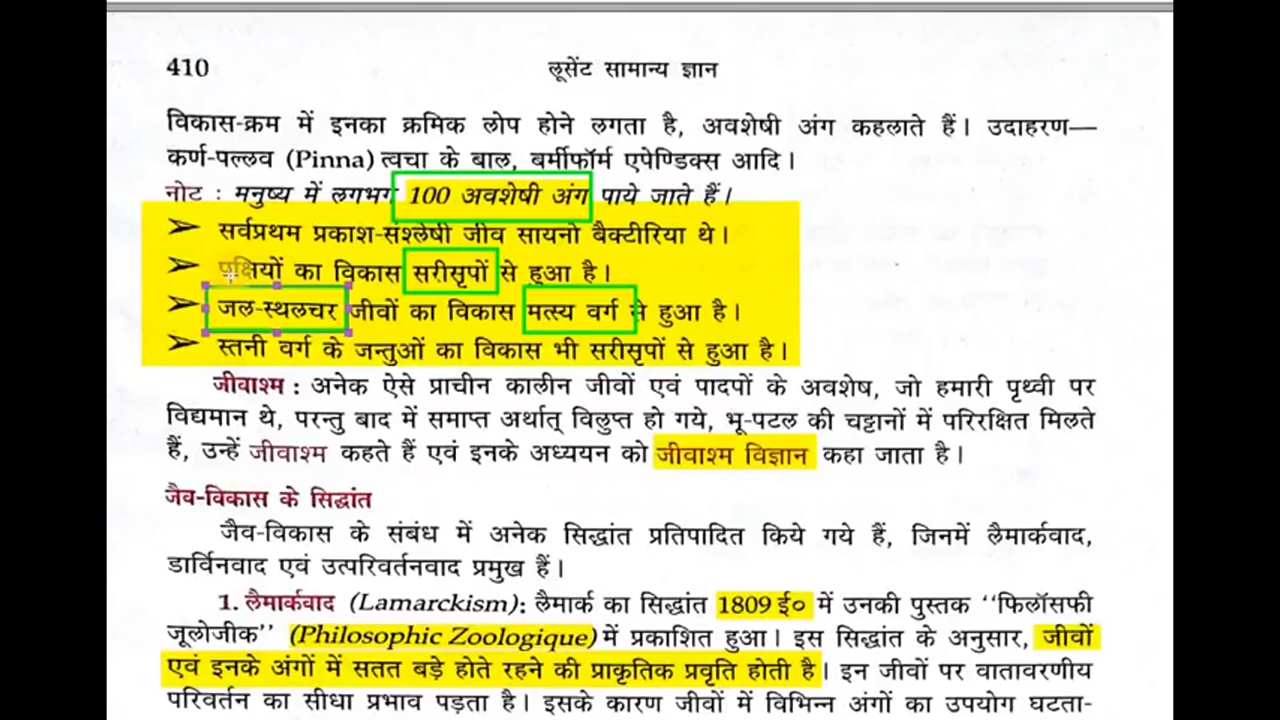 410 लूसेंट सामान्य ज्ञान
विकास-क्रम में इनका क्रमिक लोप होने लगता है, अवशेषी अंग कहलाते हैं। उदाहरण—
कर्ण-पल्लव (Pinna) त्वचा के बाल, बर्मीफॉर्म एपेण्डिक्स आदि।
नोट : मनुष्य में लगभग 100 अवशेषी अंग पाये जाते हैं।
➢ सर्वप्रथम प्रकाश-संश्लेषी जीव सायनो बैक्टीरिया थे।
➢ पक्षियों का विकास सरीसृपों से हुआ है।
➢ जल-स्थलचर जीवों का विकास मत्स्य वर्ग से हुआ है।
➢ स्तनी वर्ग के जन्तुओं का विकास भी सरीसृपों से हुआ है।
जीवाश्म : अनेक ऐसे प्राचीन कालीन जीवों एवं पादपों के अवशेष, जो हमारी पृथ्वी पर
विद्यमान थे, परन्तु बाद में समाप्त अर्थात् विलुप्त हो गये, भू-पटल की चट्टानों में परिरक्षित मिलते
हैं, उन्हें जीवाश्म कहते हैं एवं इनके अध्ययन को जीवाश्म विज्ञान कहा जाता है।
जैव-विकास के सिद्धांत
जैव-विकास के संबंध में अनेक सिद्धांत प्रतिपादित किये गये हैं, जिनमें लैमार्कवाद,
डार्विनवाद एवं उत्परिवर्तनवाद प्रमुख हैं।
1. लैमार्कवाद (Lamarckism): लैमार्क का सिद्धांत 1809 ई० में उनकी पुस्तक “फिलॉसफी
जूलोजीक” (Philosophic Zoologique) में प्रकाशित हुआ। इस सिद्धांत के अनुसार, जीवों
एवं इनके अंगों में सतत बड़े होते रहने की प्राकृतिक प्रवृति होती है। इन जीवों पर वातावरणीय
परिवर्तन का सीधा प्रभाव पड़ता है। इसके कारण जीवों में विभिन्न अंगों का उपयोग घटता-